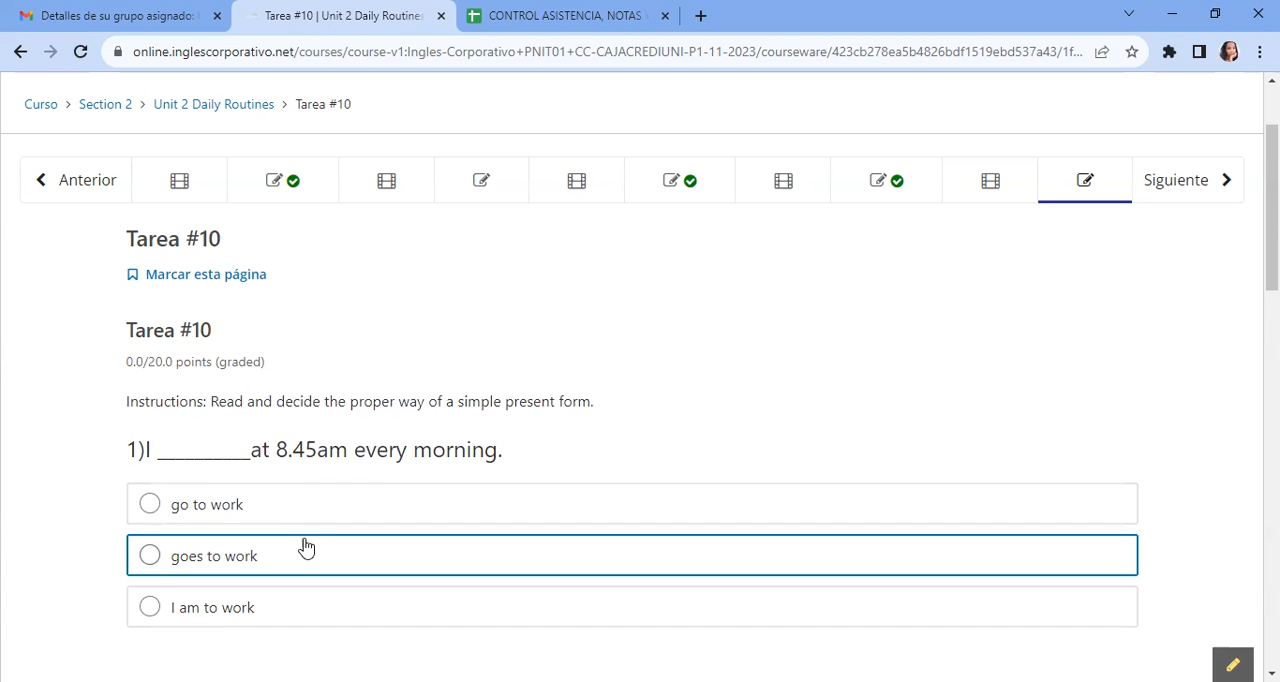 Detalles de su grupo asignado:
Tarea #10 | Unit 2 Daily Routines
CONTROL ASISTENCIA, NOTAS
online.inglescorporativo.net/courses/course-v1:Ingles-Corporativo+PNIT01+CC-CAJACREDIUNI-P1-11-2023/courseware/423cb278ea5b4826bdf1519ebd537a43/1f...
Curso > Section 2 > Unit 2 Daily Routines > Tarea #10
Anterior
Siguiente
Tarea #10
Marcar esta página
Tarea #10
0.0/20.0 points (graded)
Instructions: Read and decide the proper way of a simple present form.
1)I __________at 8.45am every morning.
go to work
goes to work
I am to work